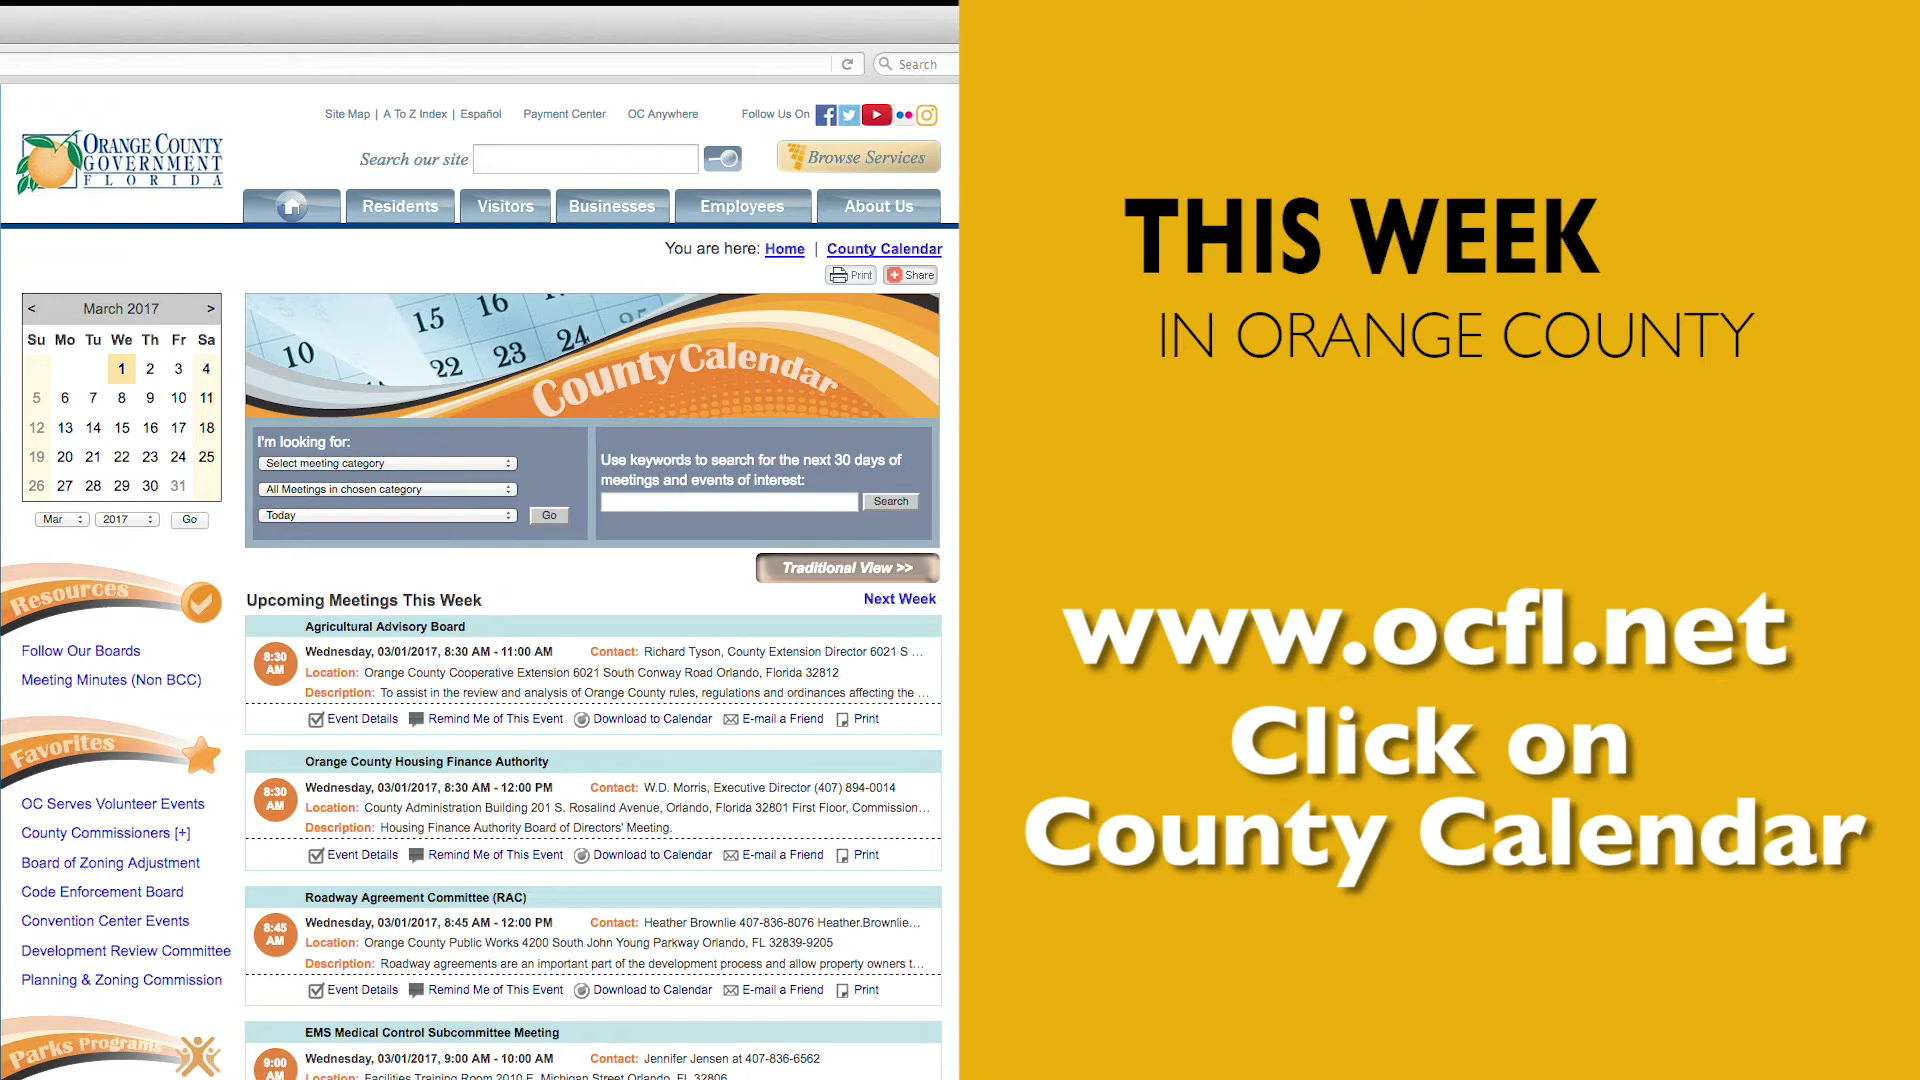 Search
Site Map | A To Z Index | Español Payment Center OC Anywhere Follow Us On
ORANGE COUNTY
GOVERNMENT
FLORIDA
Search our site
Browse Services
Residents Visitors Businesses Employees About Us
You are here: Home | County Calendar
Print Share
< March 2017 >
Su Mo Tu We Th Fr Sa
1 2 3 4
5 6 7 8 9 10 11
12 13 14 15 16 17 18
19 20 21 22 23 24 25
26 27 28 29 30 31
Mar 2017 Go
10 15 16 22 23 24 25
County Calendar
I'm looking for:
Select meeting category
All Meetings in chosen category
Today Go
Use keywords to search for the next 30 days of
meetings and events of interest:
Search
Traditional View >>
Resources
Follow Our Boards
Meeting Minutes (Non BCC)
Favorites
OC Serves Volunteer Events
County Commissioners [+]
Board of Zoning Adjustment
Code Enforcement Board
Convention Center Events
Development Review Committee
Planning & Zoning Commission
Parks Programs
Upcoming Meetings This Week Next Week
Agricultural Advisory Board
8:30 AM
Wednesday, 03/01/2017, 8:30 AM - 11:00 AM Contact: Richard Tyson, County Extension Director 6021 S ...
Location: Orange County Cooperative Extension 6021 South Conway Road Orlando, Florida 32812
Description: To assist in the review and analysis of Orange County rules, regulations and ordinances affecting the ...
Event Details Remind Me of This Event Download to Calendar E-mail a Friend Print
Orange County Housing Finance Authority
8:30 AM
Wednesday, 03/01/2017, 8:30 AM - 12:00 PM Contact: W.D. Morris, Executive Director (407) 894-0014
Location: County Administration Building 201 S. Rosalind Avenue, Orlando, Florida 32801 First Floor, Commission...
Description: Housing Finance Authority Board of Directors' Meeting.
Event Details Remind Me of This Event Download to Calendar E-mail a Friend Print
Roadway Agreement Committee (RAC)
8:45 AM
Wednesday, 03/01/2017, 8:45 AM - 12:00 PM Contact: Heather Brownlie 407-836-8076 Heather.Brownlie...
Location: Orange County Public Works 4200 South John Young Parkway Orlando, FL 32839-9205
Description: Roadway agreements are an important part of the development process and allow property owners t...
Event Details Remind Me of This Event Download to Calendar E-mail a Friend Print
EMS Medical Control Subcommittee Meeting
9:00 AM
Wednesday, 03/01/2017, 9:00 AM - 10:00 AM Contact: Jennifer Jensen at 407-836-6562
Location: Facilities Training Room 2010 E. Michigan Street Orlando, FL 32806
THIS WEEK
IN ORANGE COUNTY
www.ocfl.net
Click on
County Calendar